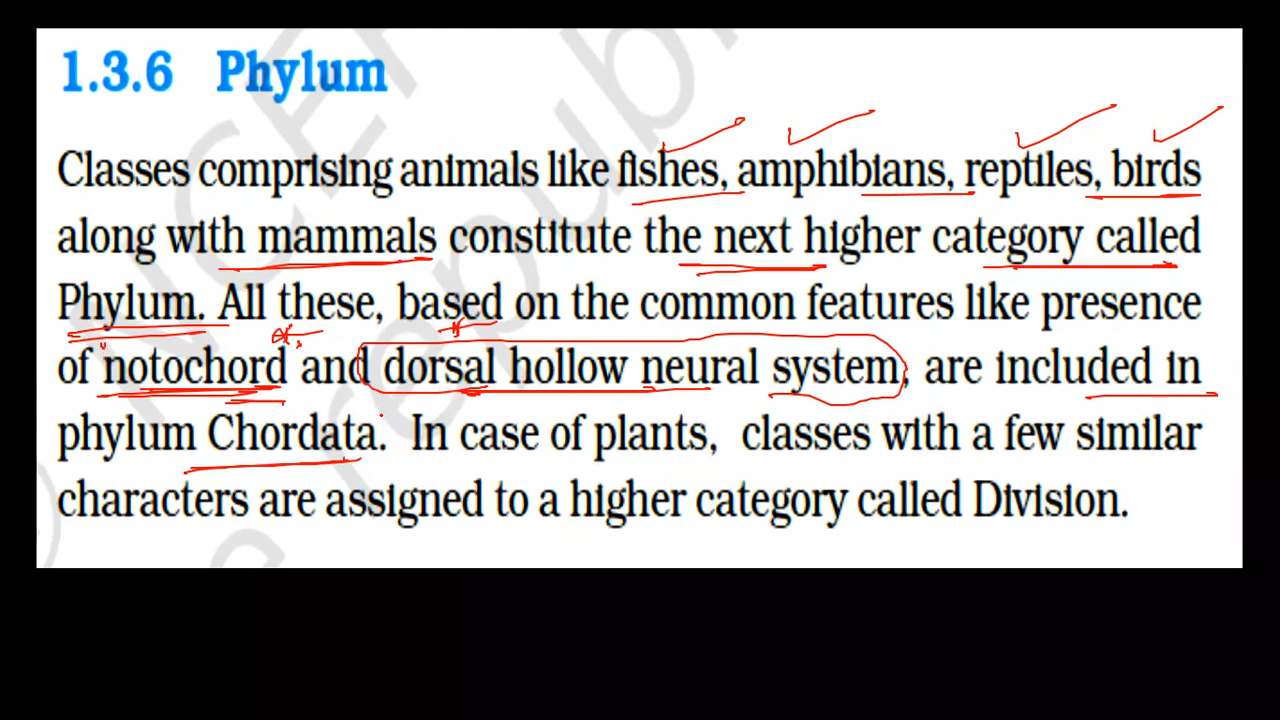 1.3.6 Phylum
Classes comprising animals like fishes, amphibians, reptiles, birds
along with mammals constitute the next higher category called
Phylum. All these, based on the common features like presence
of notochord and dorsal hollow neural system, are included in
phylum Chordata. In case of plants, classes with a few similar
characters are assigned to a higher category called Division.